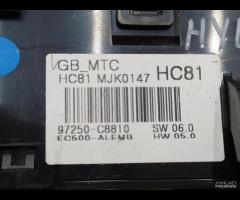 GB_MTC
HC81 MJK0147 HC81
97250-C8810 SW 06.0
EC500-ALEMB HW 05.0